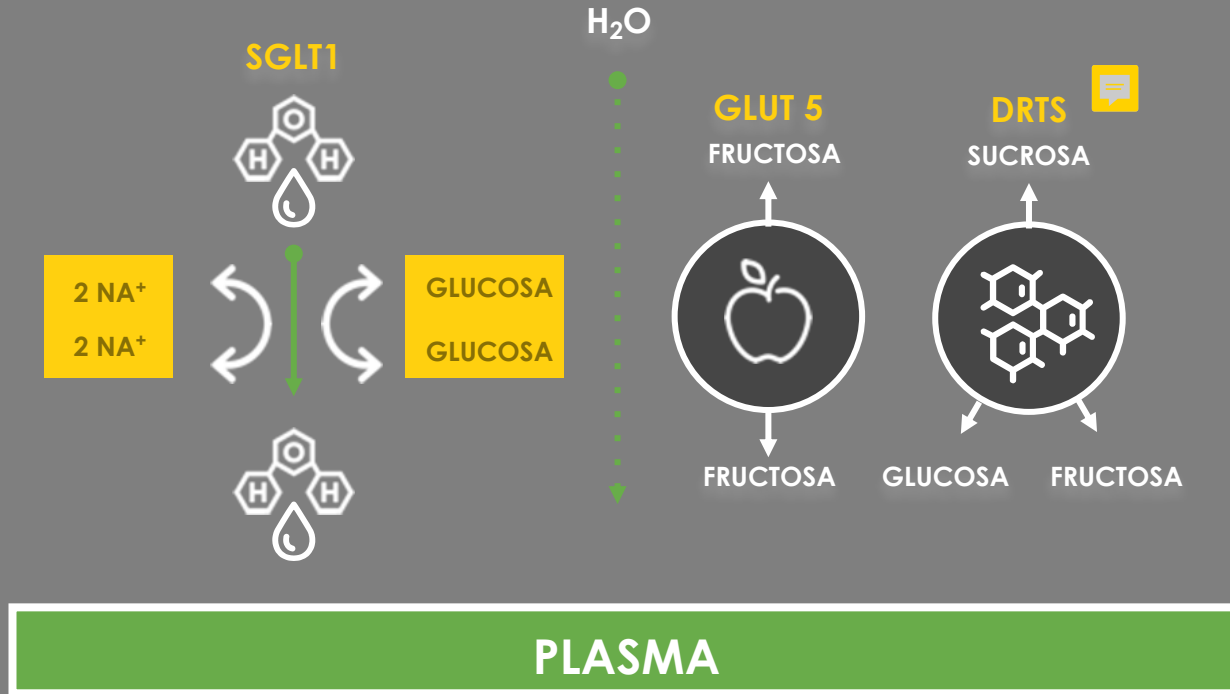 H₂O
SGLT1
O
H H
2 NA⁺
2 NA⁺
GLUCOSA
GLUCOSA
O
H H
GLUT 5
FRUCTOSA
FRUCTOSA
DRTS
SUCROSA
GLUCOSA FRUCTOSA
PLASMA